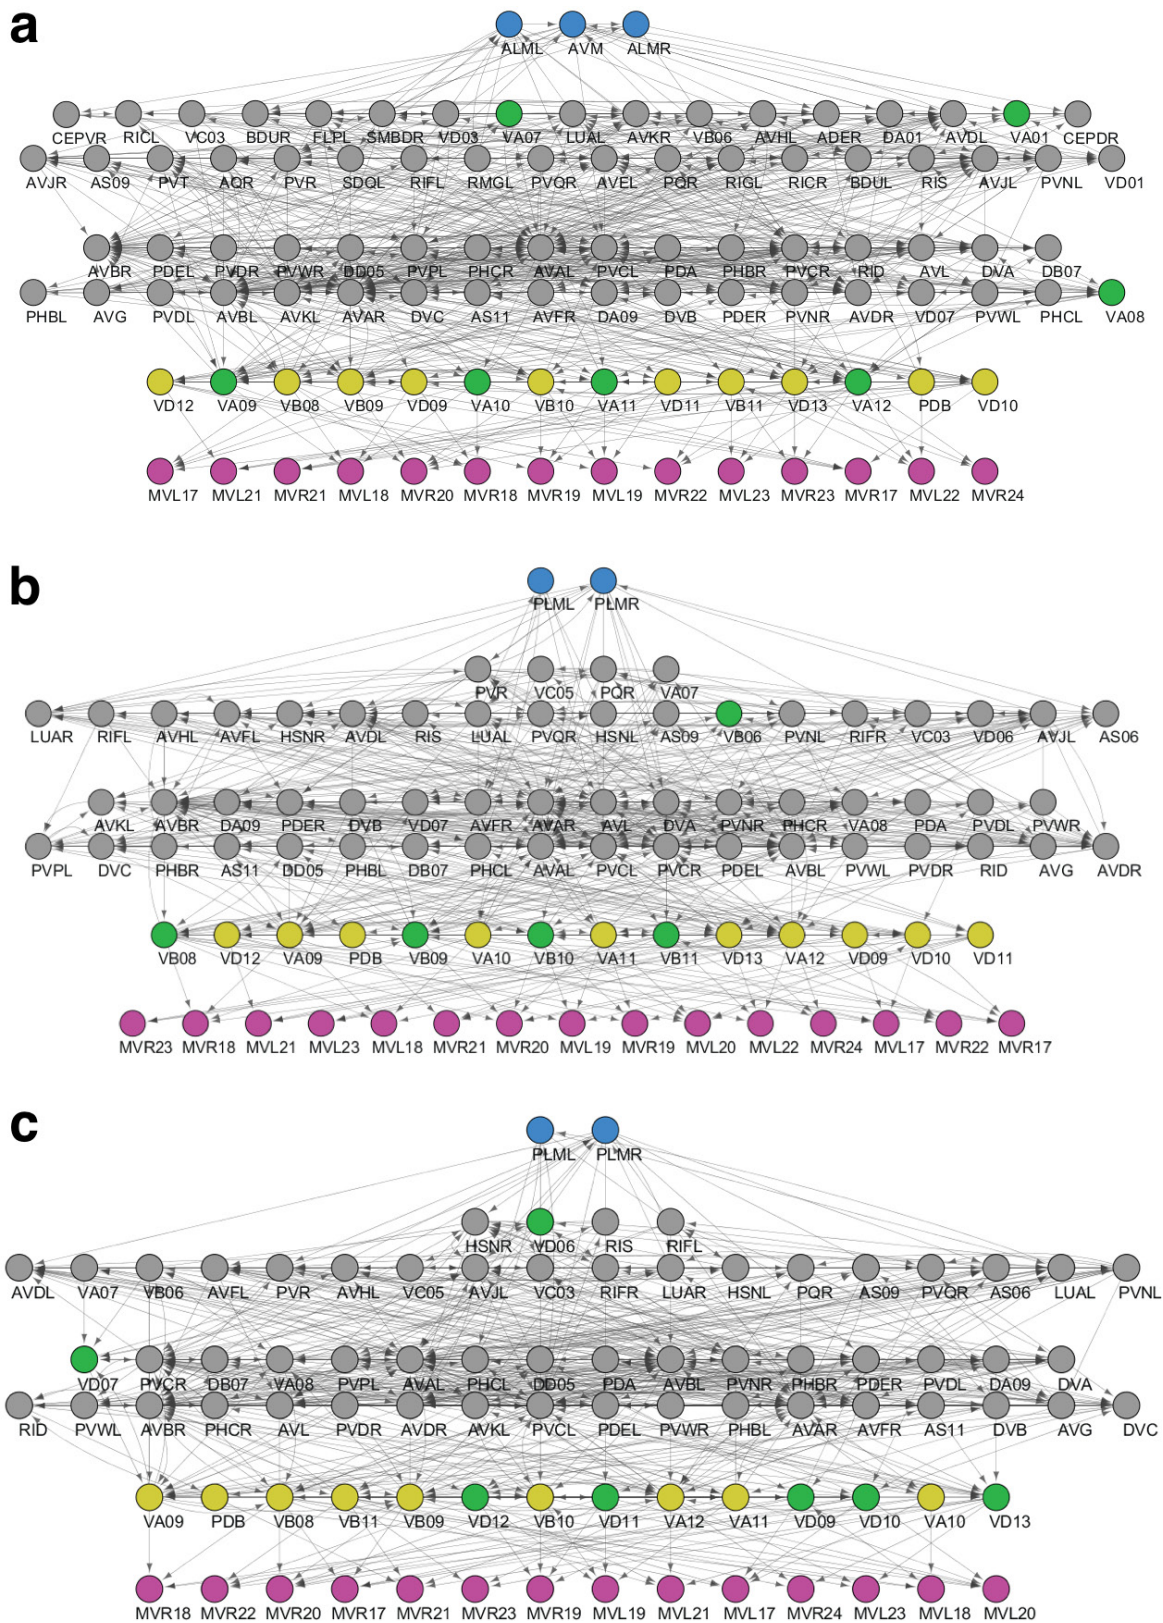 a
ALML AVM ALMR
CEPVR RICL VC03 BDUR FLPL SMBDR VD03 VA07 LUAL AVKR VB06 AVHL ADER DA01 AVDL VA01 CEPDR
AVJR AS09 PVT AQR PVR SDQL RIFL RMGL PVQR AVEL PQR RIGL RICR BDUL RIS AVJL PVNL VD01
AVBR PDEL PVDR PVWR DD05 PVPL PHCR AVAL PVCL PDA PHBR PVCR RID AVL DVA DB07
PHBL AVG PVDL AVBL AVKL AVAR DVC AS11 AVFR DA09 DVB PDER PVNR AVDR VD07 PVWL PHCL VA08
VD12 VA09 VB08 VB09 VD09 VA10 VB10 VA11 VD11 VB11 VD13 VA12 PDB VD10
MVL17 MVL21 MVR21 MVL18 MVR20 MVR18 MVR19 MVL19 MVR22 MVL23 MVR23 MVR17 MVL22 MVR24
b
PLML PLMR
PVR VC05 PQR VA07
LUAR RIFL AVHL AVFL HSNR AVDL RIS LUAL PVQR HSNL AS09 VB06 PVNL RIFR VC03 VD06 AVJL AS06
AVKL AVBR DA09 PDER DVB VD07 AVFR AVAR AVL DVA PVNR PHCR VA08 PDA PVDL PVWR
PVPL DVC PHBR AS11 DD05 PHBL DB07 PHCL AVAL PVCL PVCR PDEL AVBL PVWL PVDR RID AVG AVDR
VB08 VD12 VA09 PDB VB09 VA10 VB10 VA11 VB11 VD13 VA12 VD09 VD10 VD11
MVR23 MVR18 MVL21 MVL23 MVL18 MVR21 MVR20 MVL19 MVR19 MVL20 MVL22 MVR24 MVL17 MVR22 MVR17
c
PLML PLMR
HSNR VD06 RIS RIFL
AVDL VA07 VB06 AVFL PVR AVHL VC05 AVJL VC03 RIFR LUAR HSNL PQR AS09 PVQR AS06 LUAL PVNL
VD07 PVCR DB07 VA08 PVPL AVAL PHCL DD05 PDA AVBL PVNR PHBR PDER PVDL DA09 DVA
RID PVWL AVBR PHCR AVL PVDR AVDR AVKL PVCL PDEL PVWR PHBL AVAR AVFR AS11 DVB AVG DVC
VA09 PDB VB08 VB11 VB09 VD12 VB10 VD11 VA12 VA11 VD09 VD10 VA10 VD13
MVR18 MVR22 MVR20 MVR17 MVR21 MVR23 MVR19 MVL19 MVL21 MVL17 MVR24 MVL23 MVL18 MVL20